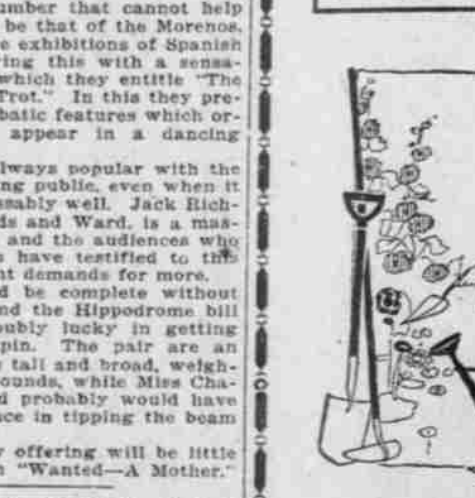 umber that cannot help
be that of the Morenos,
e exhibitions of Spanish
ring this with a sensa-
which they entitle "The
Trot." In this they pre-
batic features which or-
appear in a dancing
lways popular with the
ng public, even when it
ssably well. Jack Rich-
ds and Ward, is a mas-
and the audiences who
s have testified to this
nt demands for more.
d be complete without
nd the Hippodrome bill
oubly lucky in getting
pin. The pair are an
e tall and broad, weigh-
ounds, while Miss Cha-
d probably would have
nce in tipping the beam
y offering will be little
n "Wanted—A Mother."